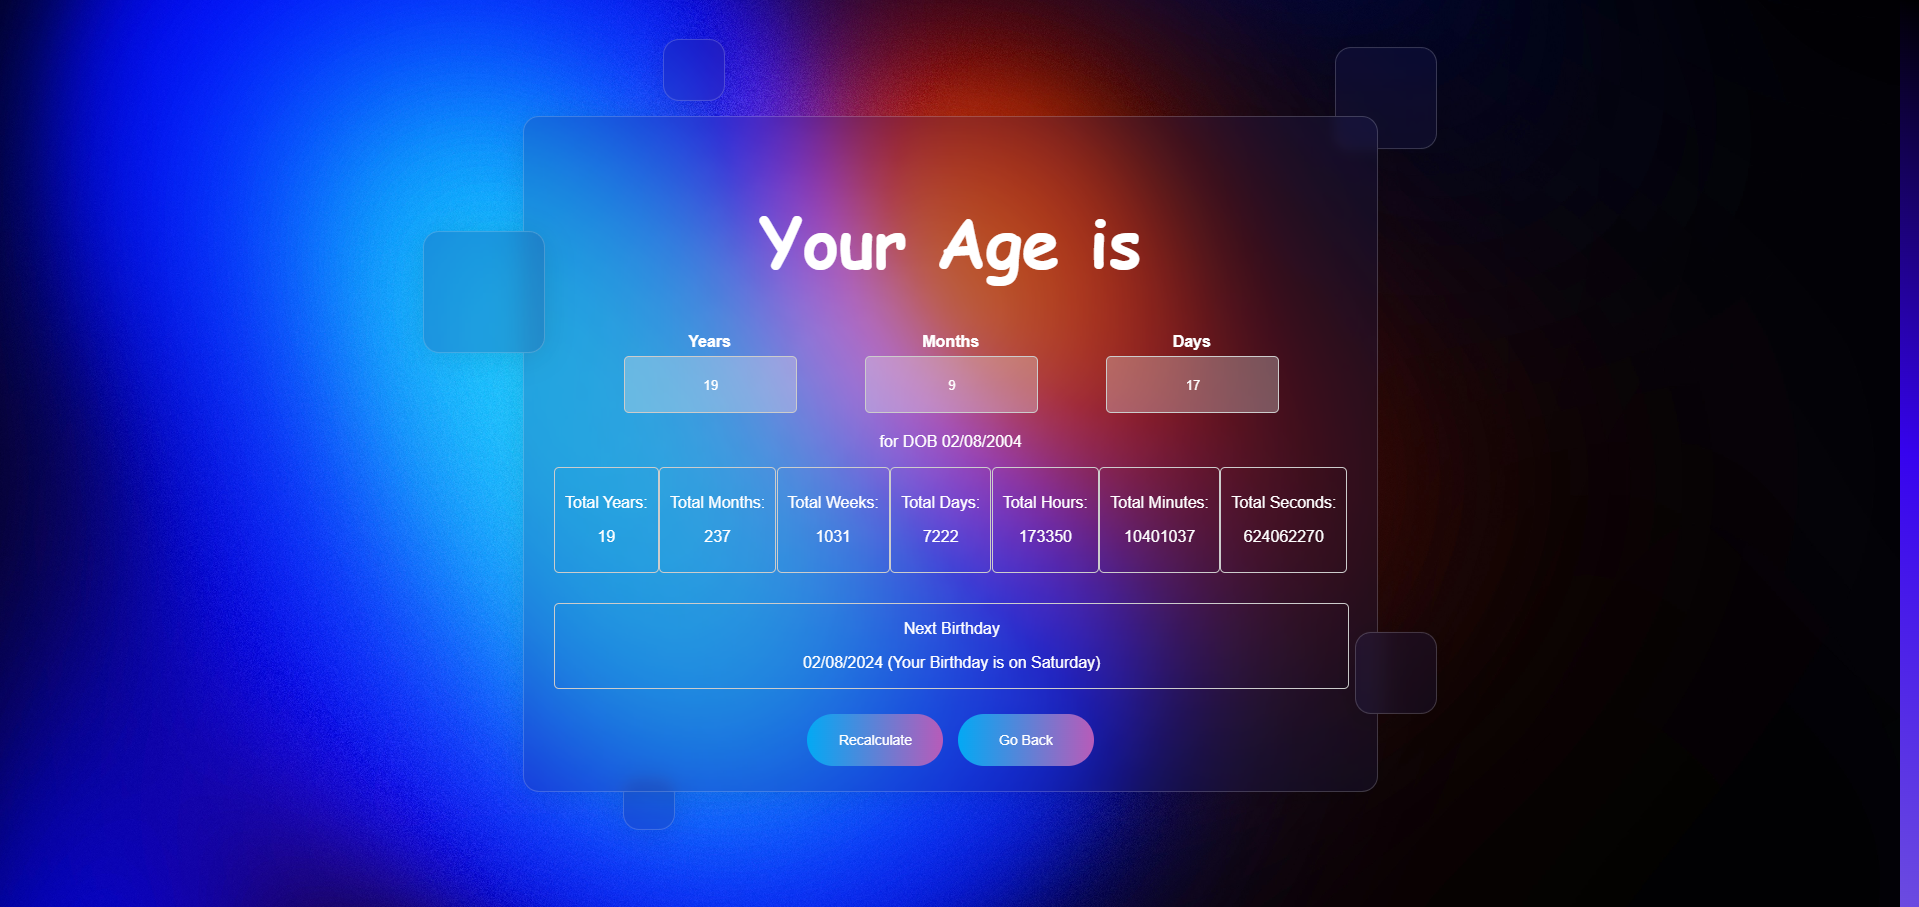 Your Age is
Years Months Days
19 9 17
for DOB 02/08/2004
Total Years: Total Months: Total Weeks: Total Days: Total Hours: Total Minutes: Total Seconds:
19 237 1031 7222 173350 10401037 624062270
Next Birthday
02/08/2024 (Your Birthday is on Saturday)
Recalculate Go Back